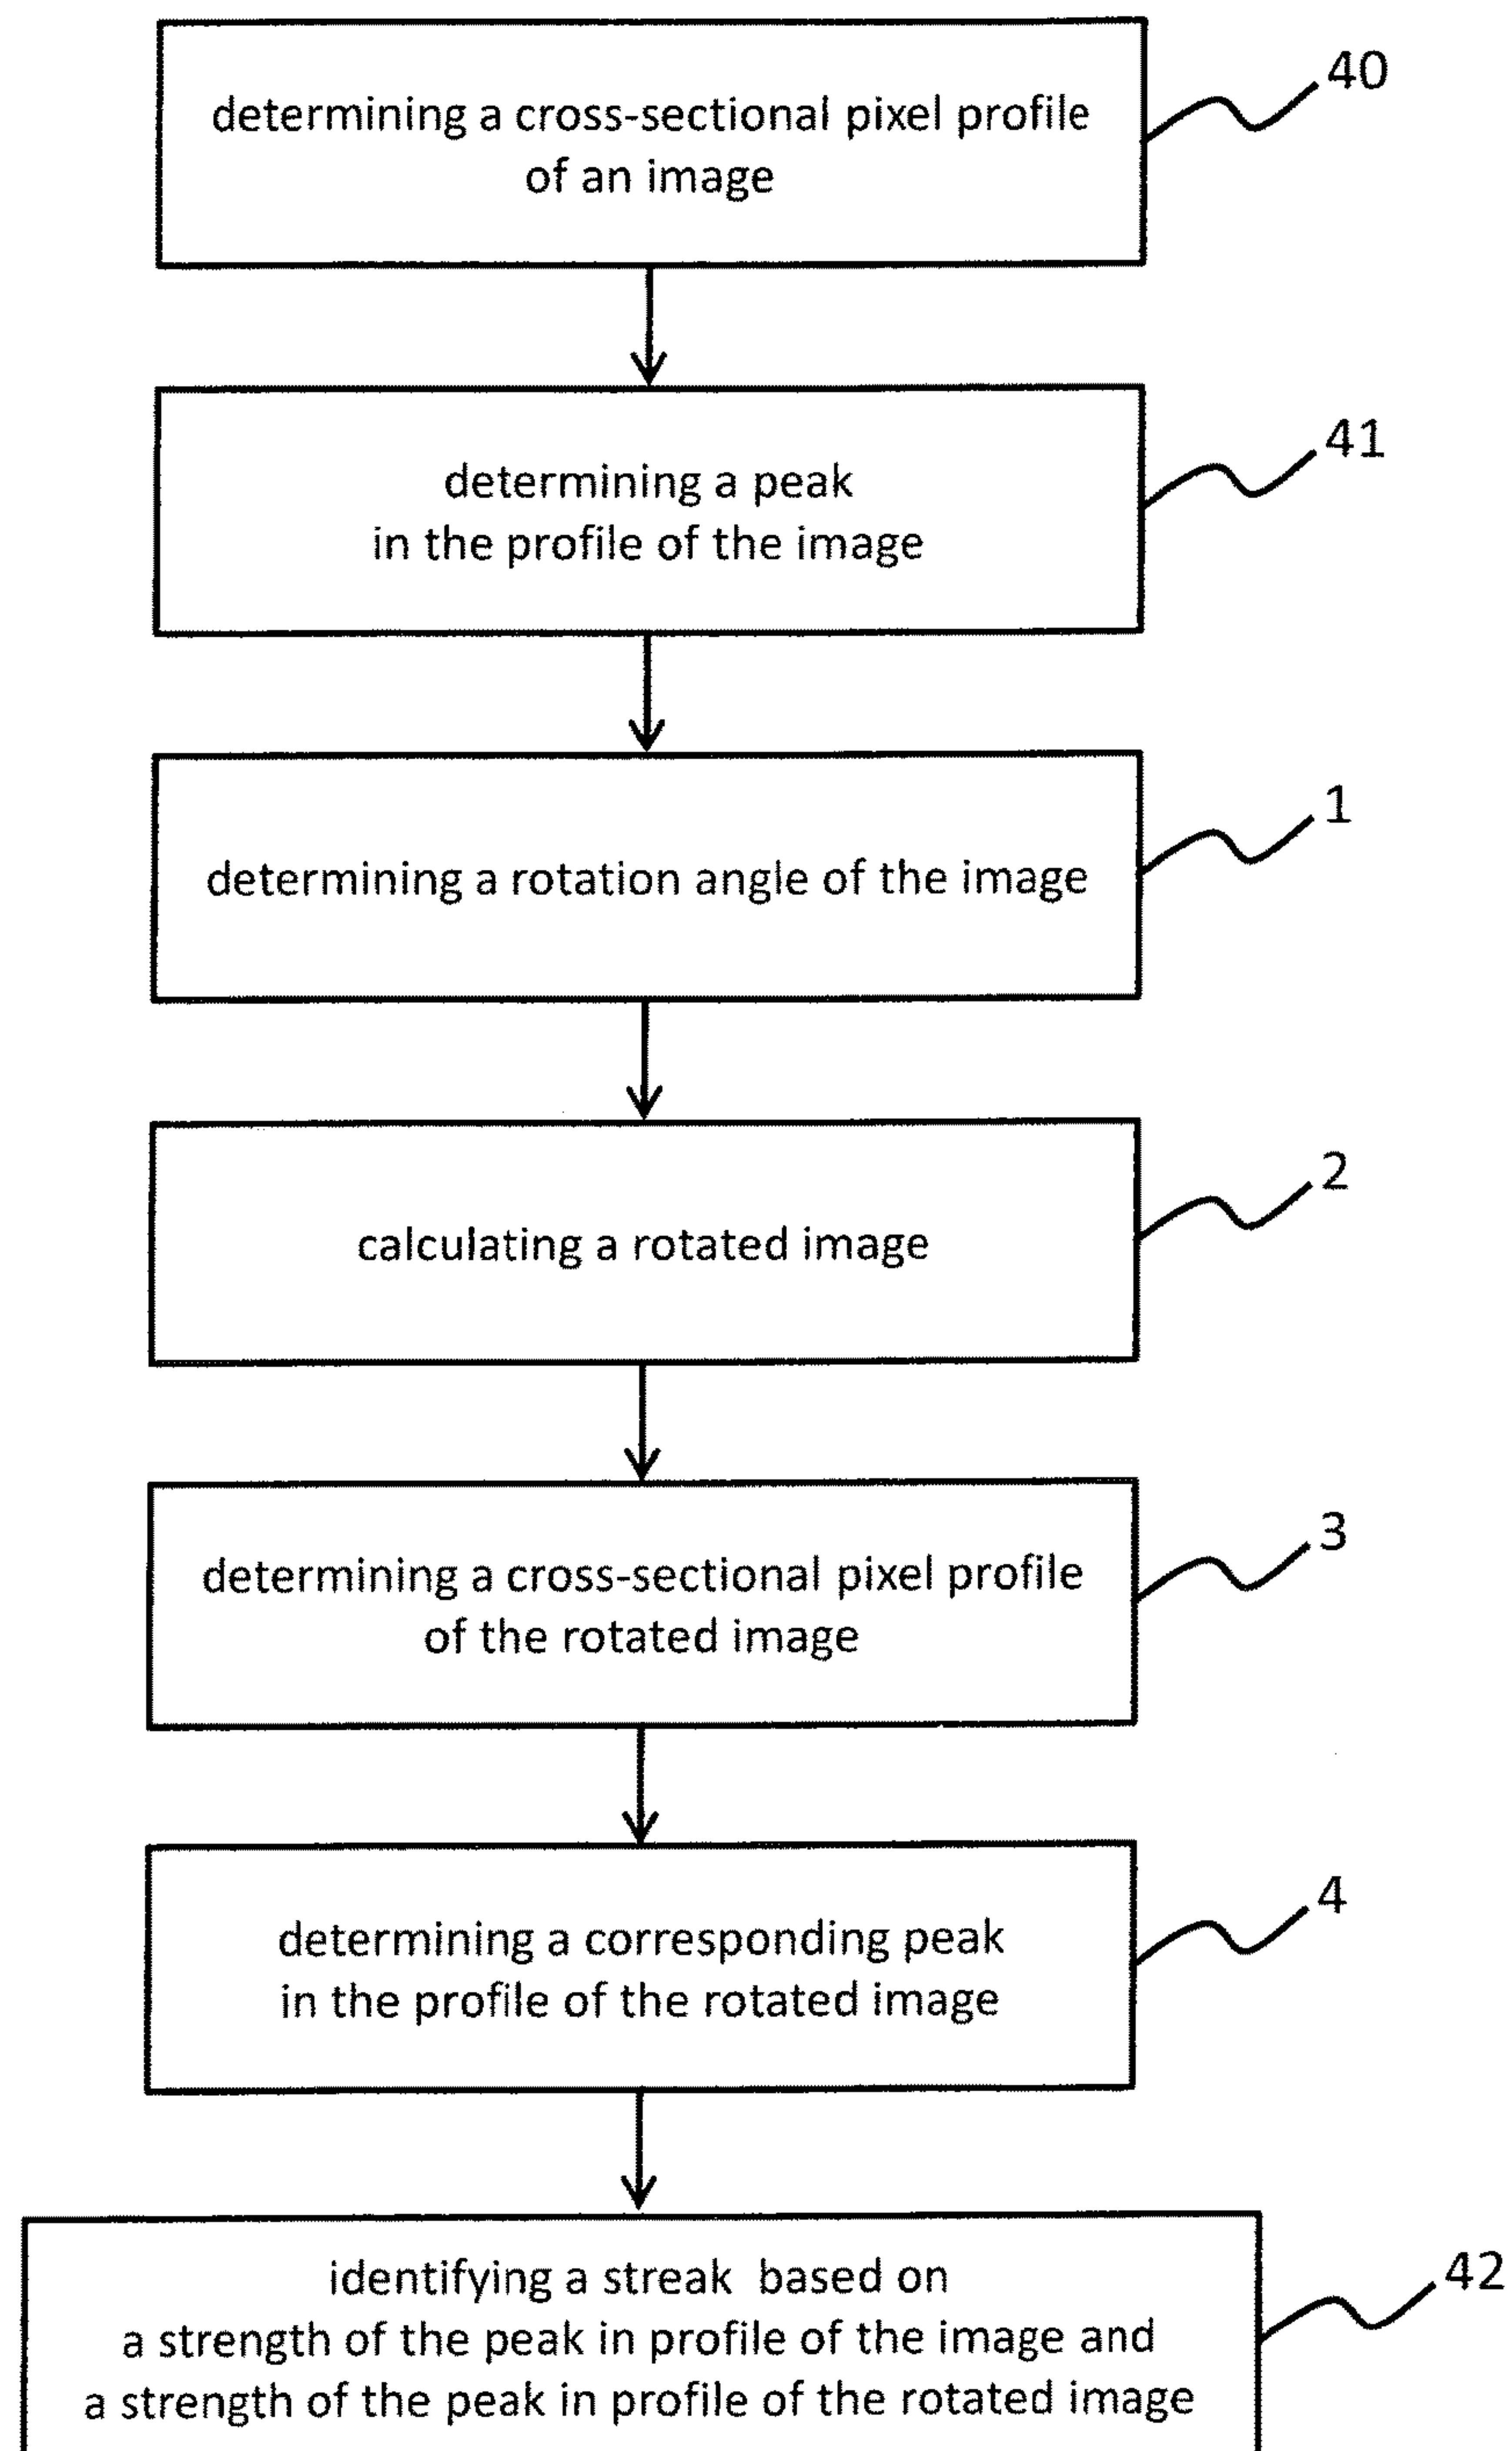 determining a cross-sectional pixel profile
of an image
40
determining a peak
in the profile of the image
41
determining a rotation angle of the image
1
calculating a rotated image
2
determining a cross-sectional pixel profile
of the rotated image
3
determining a corresponding peak
in the profile of the rotated image
4
identifying a streak based on
a strength of the peak in profile of the image and
a strength of the peak in profile of the rotated image
42